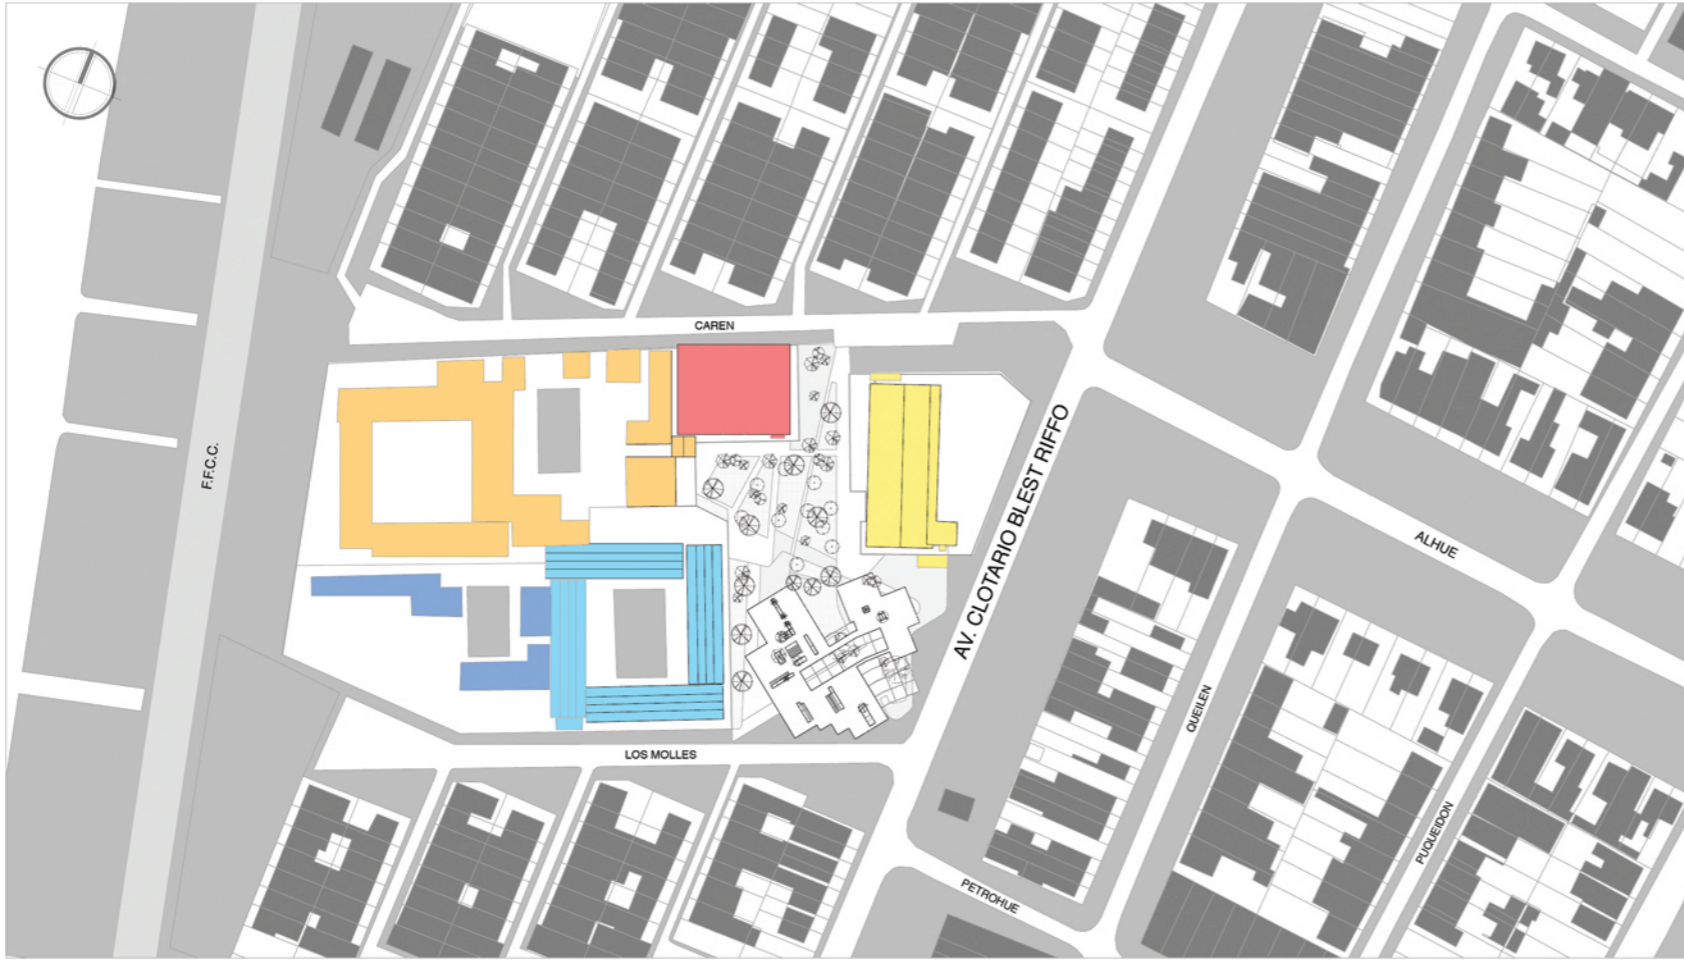 CAREN
F.F.C.C.
AV. CLOTARIO BLEST RIFFO
ALHUE
QUEILEN
LOS MOLLES
PUQUEIDON
PETROHUE